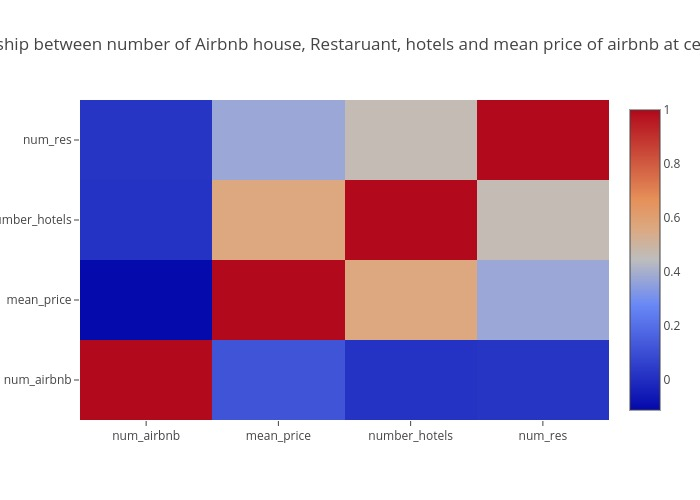 ship between number of Airbnb house, Restaruant, hotels and mean price of airbnb at ce
num_res
number_hotels
mean_price
num_airbnb
num_airbnb mean_price number_hotels num_res
1
0.8
0.6
0.4
0.2
0